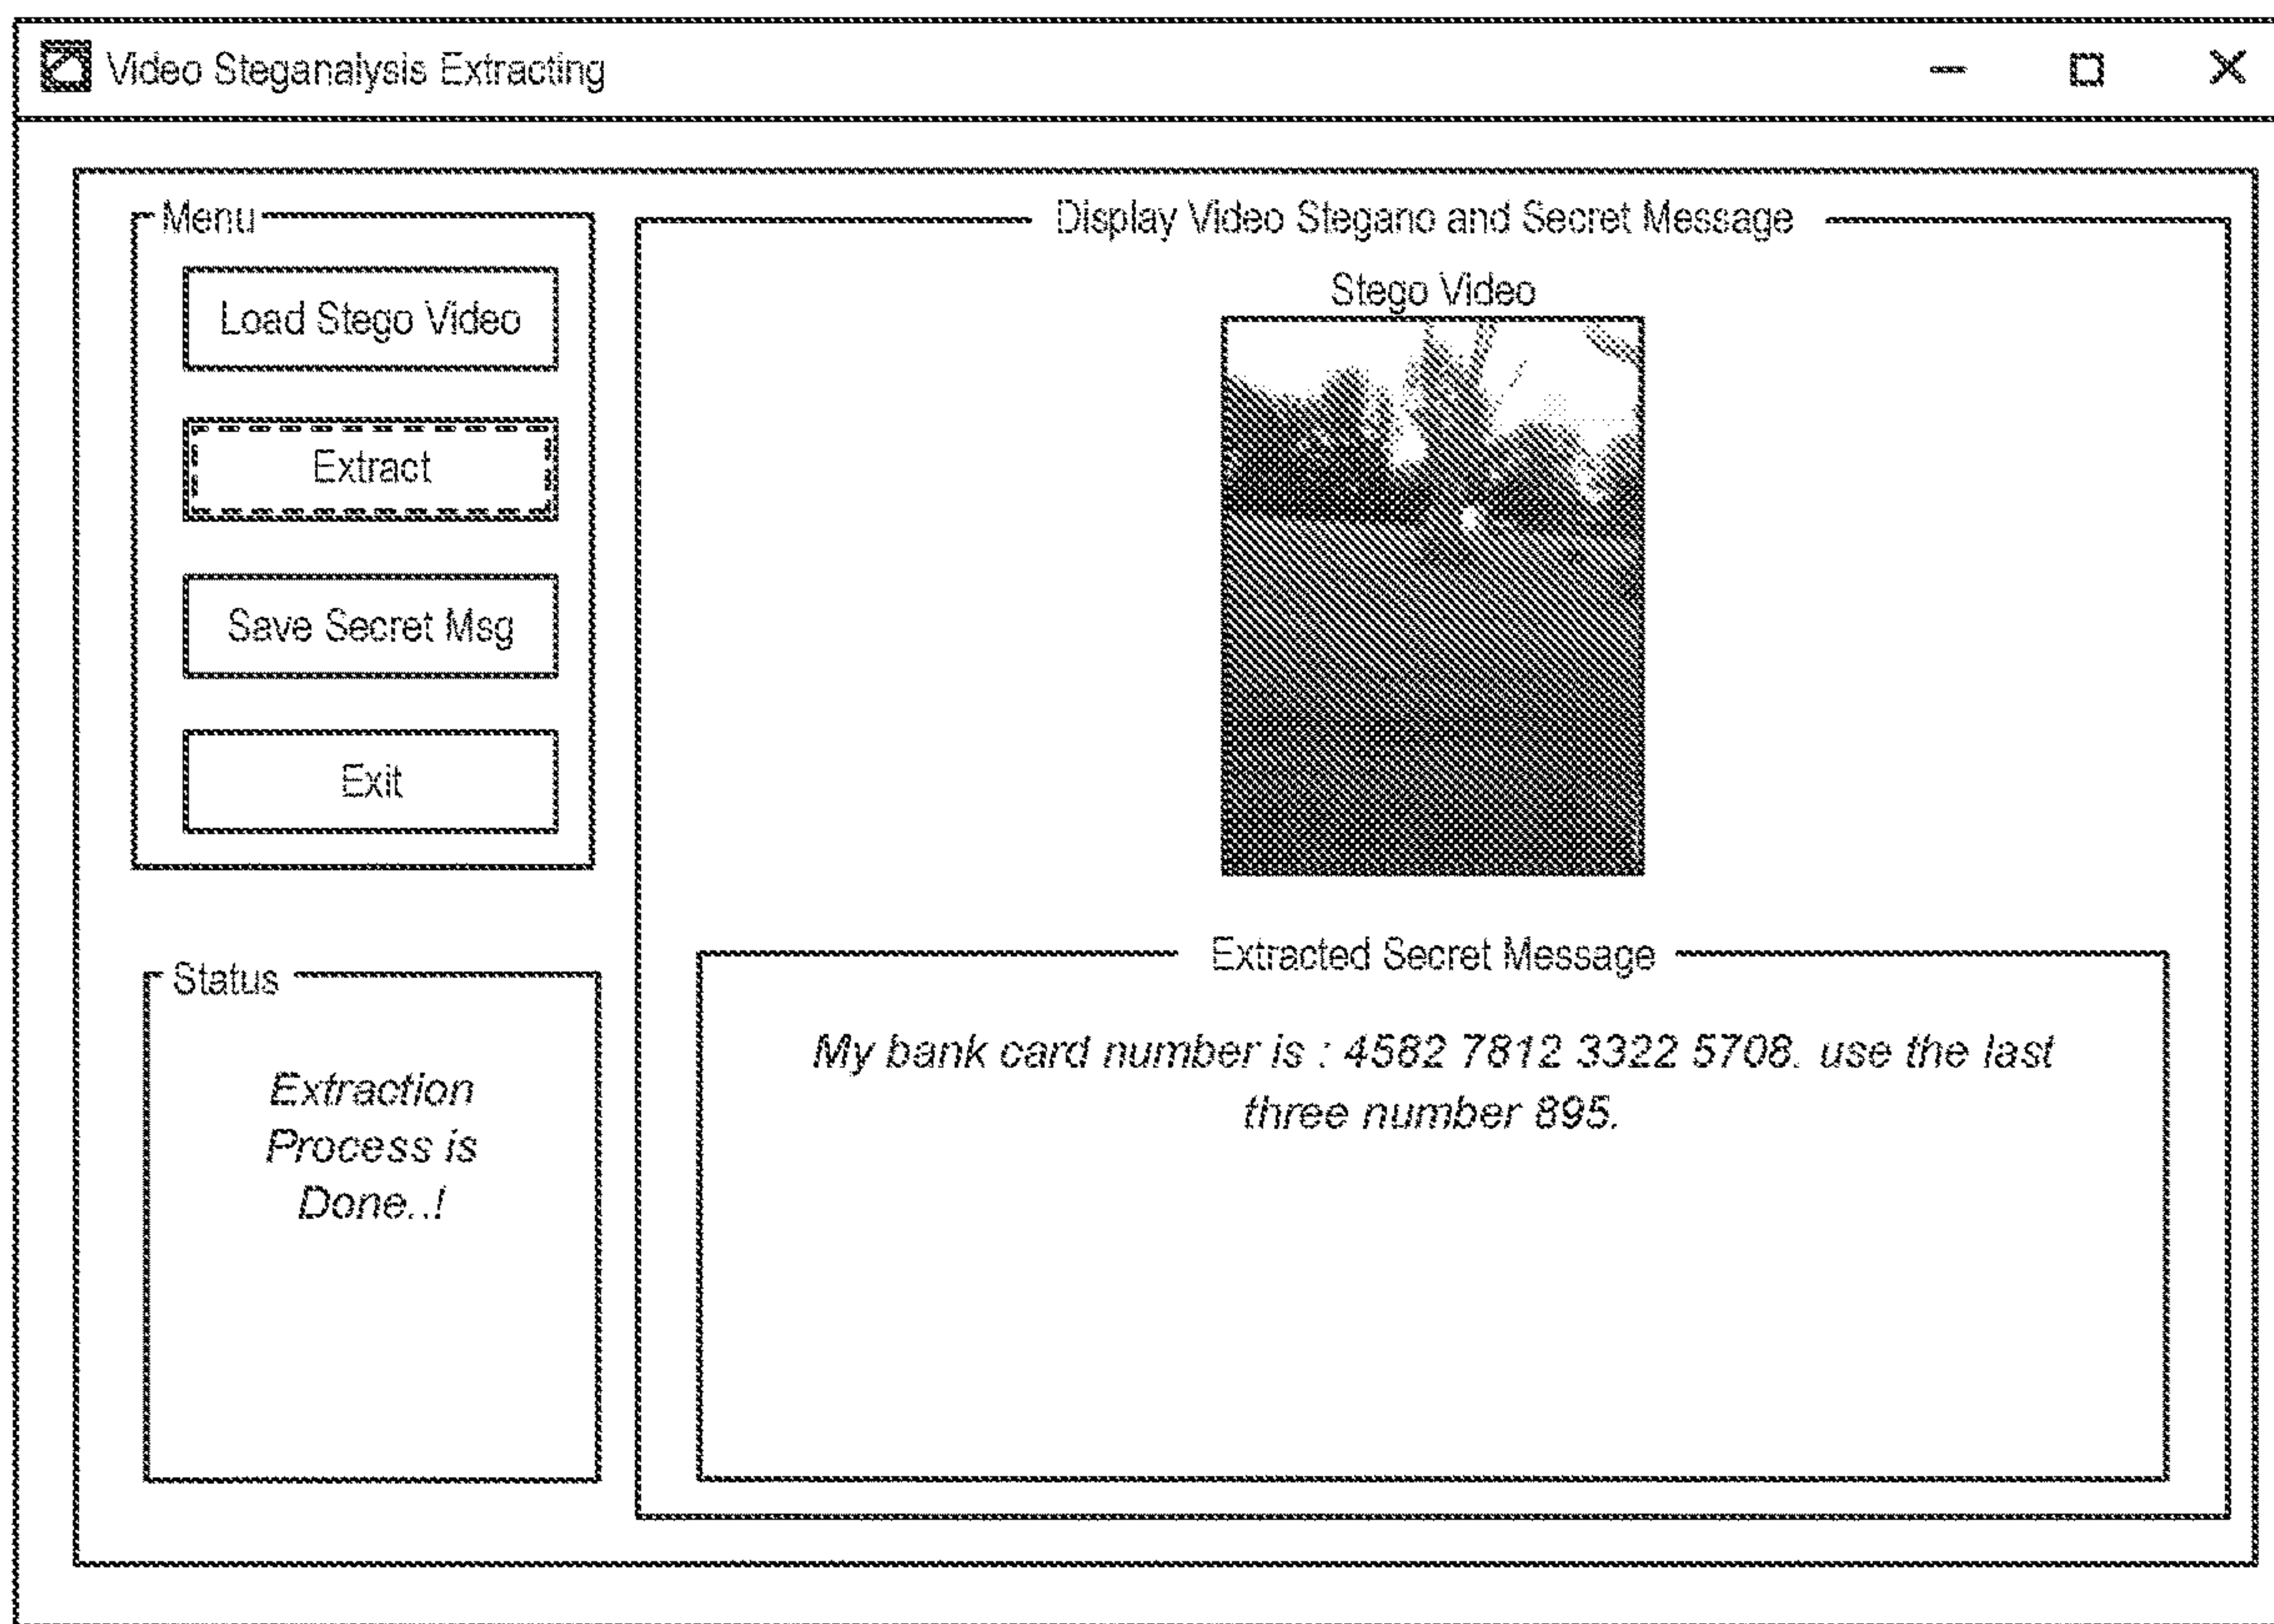 Video Steganalysis Extracting
Menu
Load Stego Video
Extract
Save Secret Msg
Exit
Status
Extraction
Process is
Done..!
Display Video Stegano and Secret Message
Stego Video
Extracted Secret Message
My bank card number is : 4582 7812 3322 5708. use the last
three number 895.